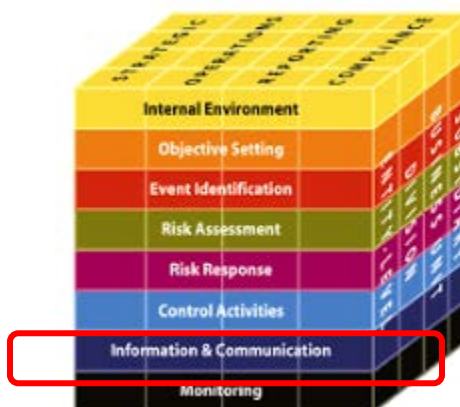 STRATEGIC
OPERATIONS
REPORTING
COMPLIANCE
Internal Environment
Objective Setting
Event Identification
Risk Assessment
Risk Response
Control Activities
Information & Communication
Monitoring
ENTITY-LEVEL
DIVISION
BUSINESS UNIT